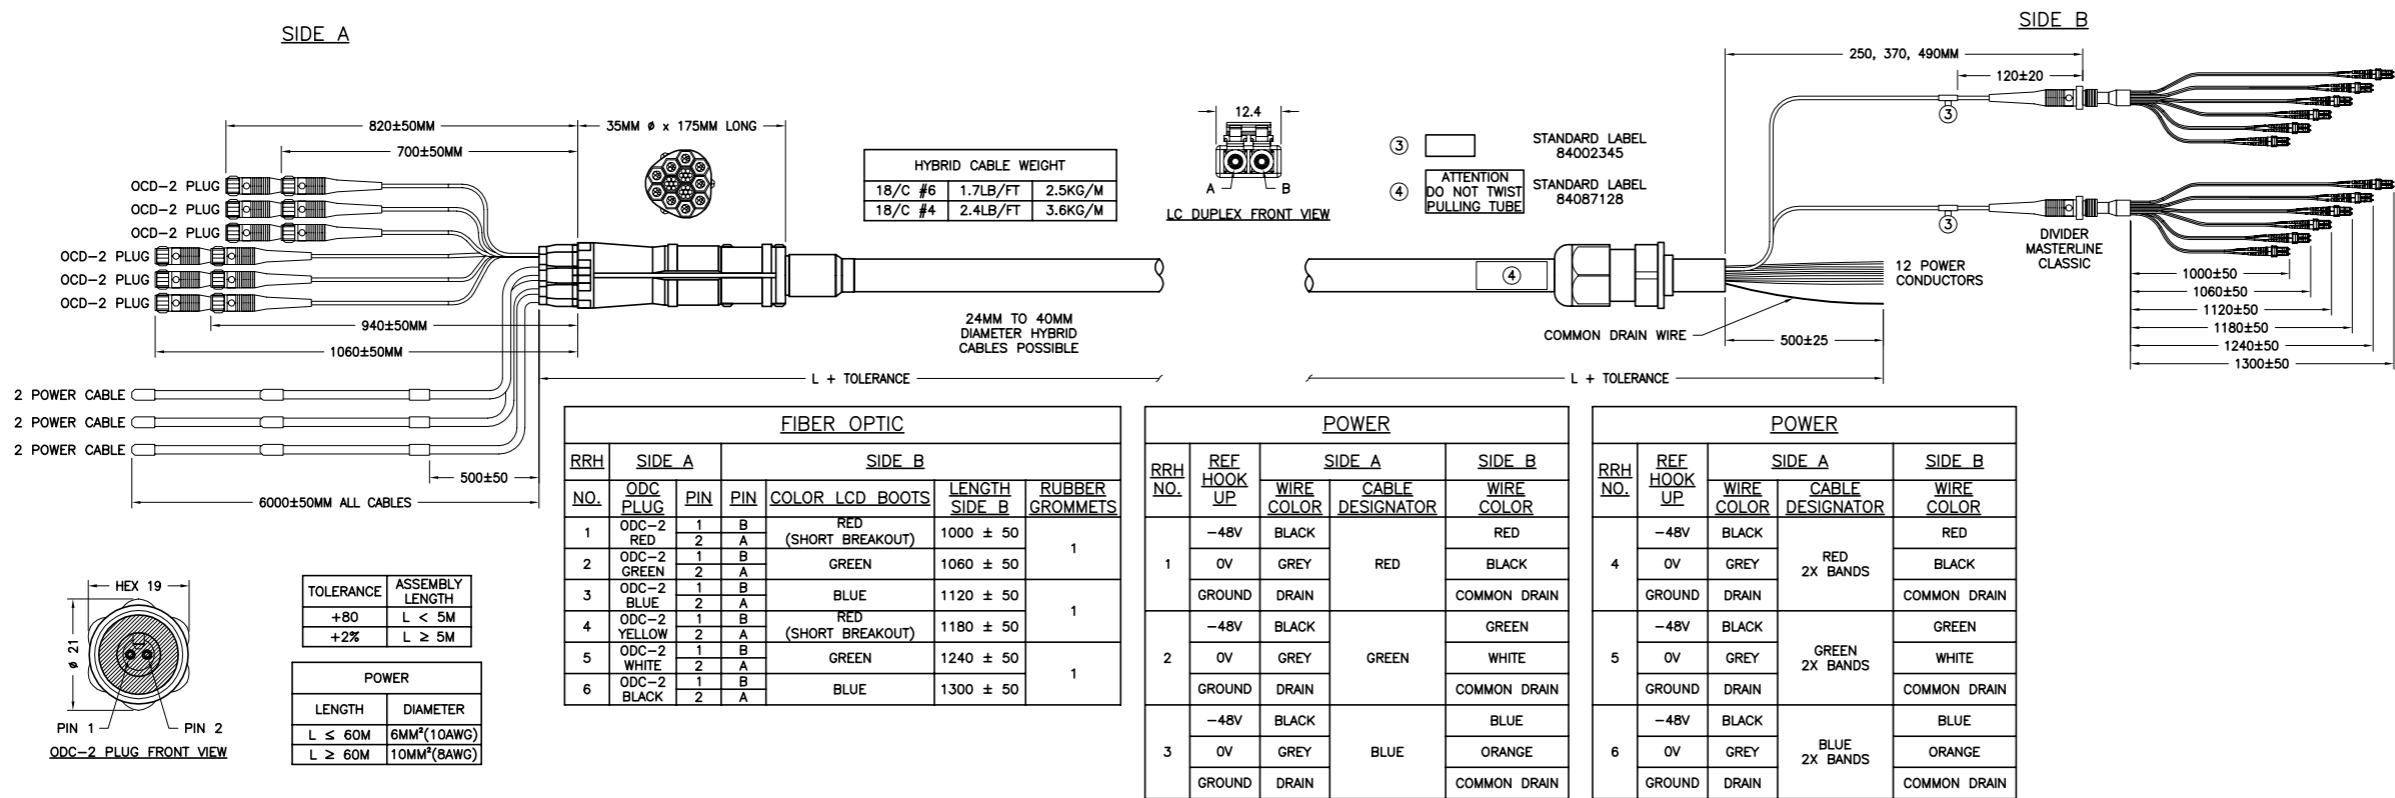 SIDE A
SIDE B
820±50MM
35MM ø x 175MM LONG
700±50MM
OCD-2 PLUG
OCD-2 PLUG
OCD-2 PLUG
OCD-2 PLUG
OCD-2 PLUG
OCD-2 PLUG
940±50MM
1060±50MM
HYBRID CABLE WEIGHT
18/C #6 1.7LB/FT 2.5KG/M
18/C #4 2.4LB/FT 3.6KG/M
12.4
A B
LC DUPLEX FRONT VIEW
3 STANDARD LABEL
84002345
4 ATTENTION
DO NOT TWIST
PULLING TUBE
STANDARD LABEL
84087128
250, 370, 490MM
120±20
3
3
DIVIDER
MASTERLINE
CLASSIC
4
12 POWER
CONDUCTORS
COMMON DRAIN WIRE
500±25
1000±50
1060±50
1120±50
1180±50
1240±50
1300±50
24MM TO 40MM
DIAMETER HYBRID
CABLES POSSIBLE
L + TOLERANCE
L + TOLERANCE
2 POWER CABLE
2 POWER CABLE
2 POWER CABLE
500±50
6000±50MM ALL CABLES
HEX 19
ø 21
PIN 1
PIN 2
ODC-2 PLUG FRONT VIEW
TOLERANCE ASSEMBLY LENGTH
+80 L < 5M
+2% L ≥ 5M
POWER
LENGTH DIAMETER
L ≤ 60M 6MM²(10AWG)
L ≥ 60M 10MM²(8AWG)
FIBER OPTIC
RRH SIDE A SIDE B
NO. ODC PLUG PIN PIN COLOR LCD BOOTS LENGTH SIDE B RUBBER GROMMETS
1 ODC-2 RED 1 B RED (SHORT BREAKOUT) 1000 ± 50 1
2 A
2 ODC-2 GREEN 1 B GREEN 1060 ± 50
2 A
3 ODC-2 BLUE 1 B BLUE 1120 ± 50 1
2 A
4 ODC-2 YELLOW 1 B RED (SHORT BREAKOUT) 1180 ± 50
2 A
5 ODC-2 WHITE 1 B GREEN 1240 ± 50 1
2 A
6 ODC-2 BLACK 1 B BLUE 1300 ± 50
2 A
POWER
RRH NO. REF HOOK UP SIDE A SIDE B
WIRE COLOR CABLE DESIGNATOR WIRE COLOR
1 -48V BLACK RED RED
0V GREY BLACK
GROUND DRAIN COMMON DRAIN
2 -48V BLACK GREEN GREEN
0V GREY WHITE
GROUND DRAIN COMMON DRAIN
3 -48V BLACK BLUE BLUE
0V GREY ORANGE
GROUND DRAIN COMMON DRAIN
POWER
RRH NO. REF HOOK UP SIDE A SIDE B
WIRE COLOR CABLE DESIGNATOR WIRE COLOR
4 -48V BLACK RED 2X BANDS RED
0V GREY BLACK
GROUND DRAIN COMMON DRAIN
5 -48V BLACK GREEN 2X BANDS GREEN
0V GREY WHITE
GROUND DRAIN COMMON DRAIN
6 -48V BLACK BLUE 2X BANDS BLUE
0V GREY ORANGE
GROUND DRAIN COMMON DRAIN